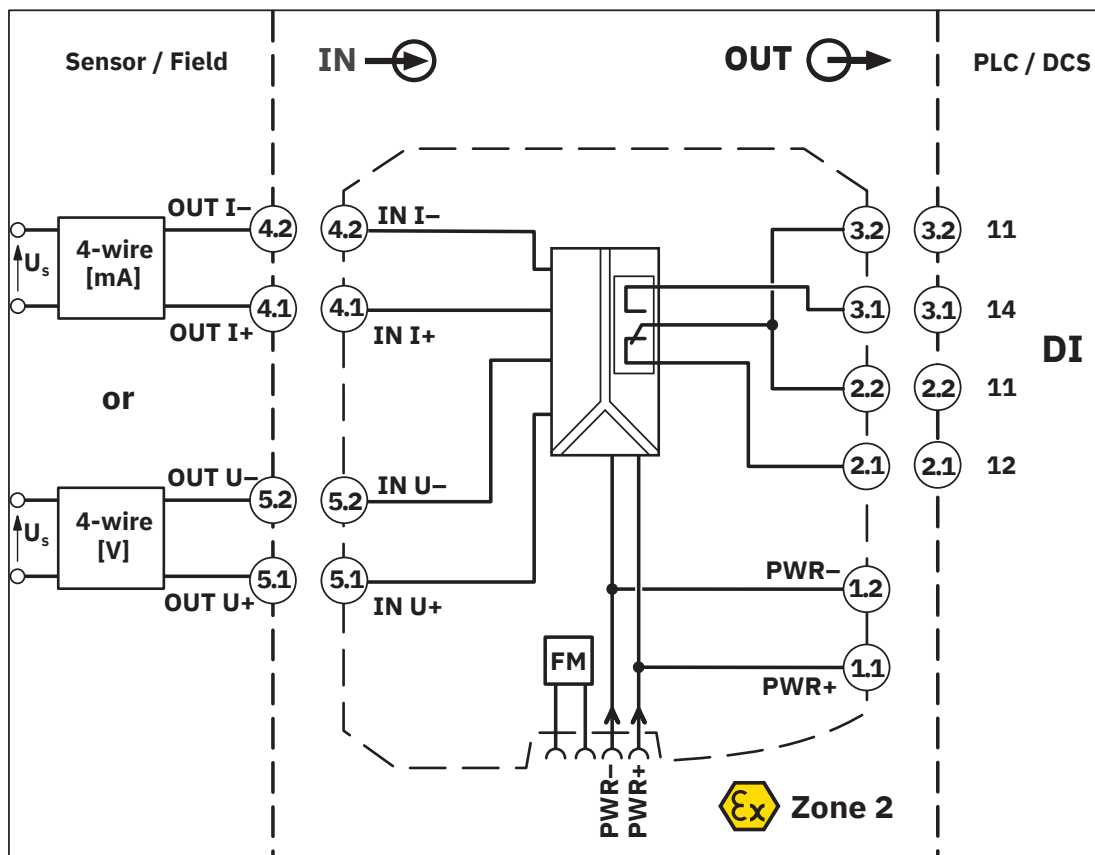 Sensor / Field
IN
OUT
PLC / DCS
OUT I–
4.2
4.2
IN I–
3.2
3.2
11
4-wire
[mA]
Us
OUT I+
4.1
4.1
IN I+
3.1
3.1
14
DI
or
2.2
2.2
11
2.1
2.1
12
OUT U–
5.2
5.2
IN U–
4-wire
[V]
Us
OUT U+
5.1
5.1
IN U+
PWR–
1.2
FM
PWR+
1.1
PWR–
PWR+
Ex
Zone 2